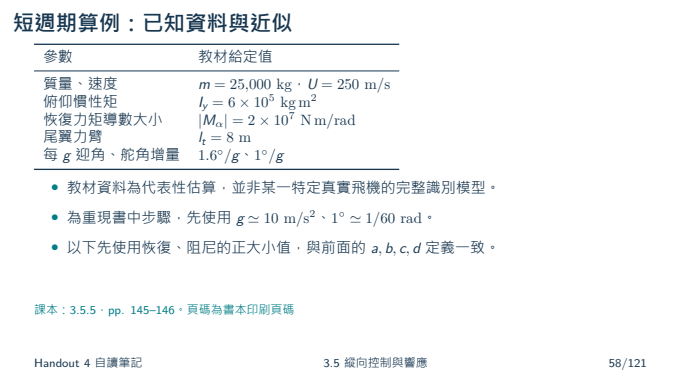 短週期算例：已知資料與近似
參數 教材給定值
質量、速度 m = 25,000 kg，U = 250 m/s
俯仰慣性矩 I_y = 6 × 10⁵ kg m²
恢復力矩導數大小 |M_α| = 2 × 10⁷ N m/rad
尾翼力臂 l_t = 8 m
每 g 迎角、舵角增量 1.6°/g、1°/g
• 教材資料為代表性估算，並非某一特定真實飛機的完整識別模型。
• 為重現書中步驟，先使用 g ≃ 10 m/s²、1° ≃ 1/60 rad。
• 以下先使用恢復、阻尼的正大小值，與前面的 a, b, c, d 定義一致。
課本：3.5.5，pp. 145–146。頁碼為書本印刷頁碼
Handout 4 自讀筆記 3.5 縱向控制與響應 58/121